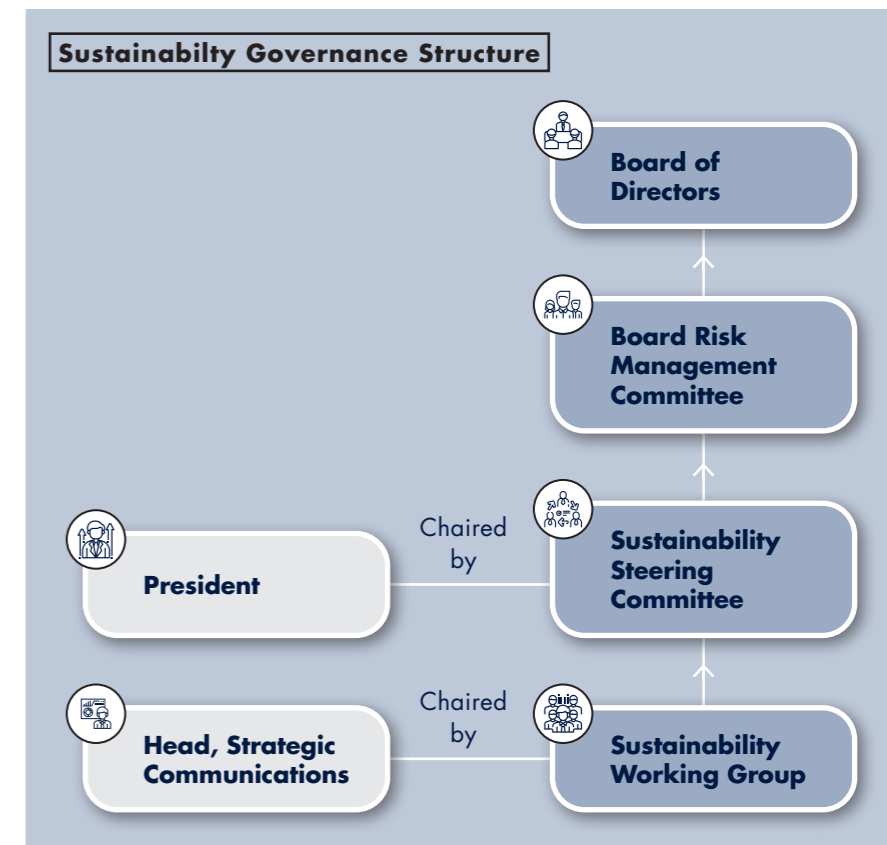 Sustainabilty Governance Structure
Board of
Directors
Board Risk
Management
Committee
Chaired
by
President
Sustainability
Steering
Committee
Chaired
by
Head, Strategic
Communications
Sustainability
Working Group